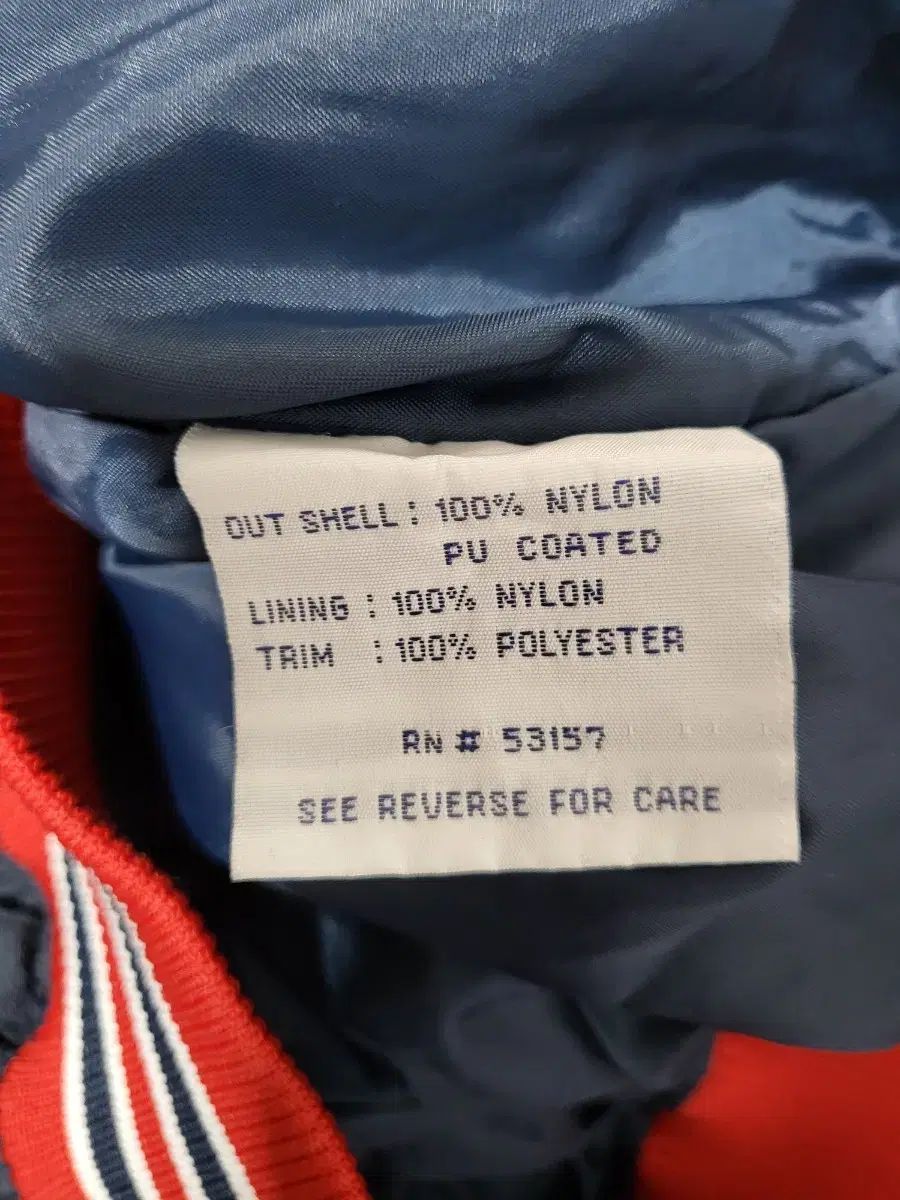 OUT SHELL : 100% NYLON
PU COATED
LINING : 100% NYLON
TRIM : 100% POLYESTER
RN # 53157
SEE REVERSE FOR CARE